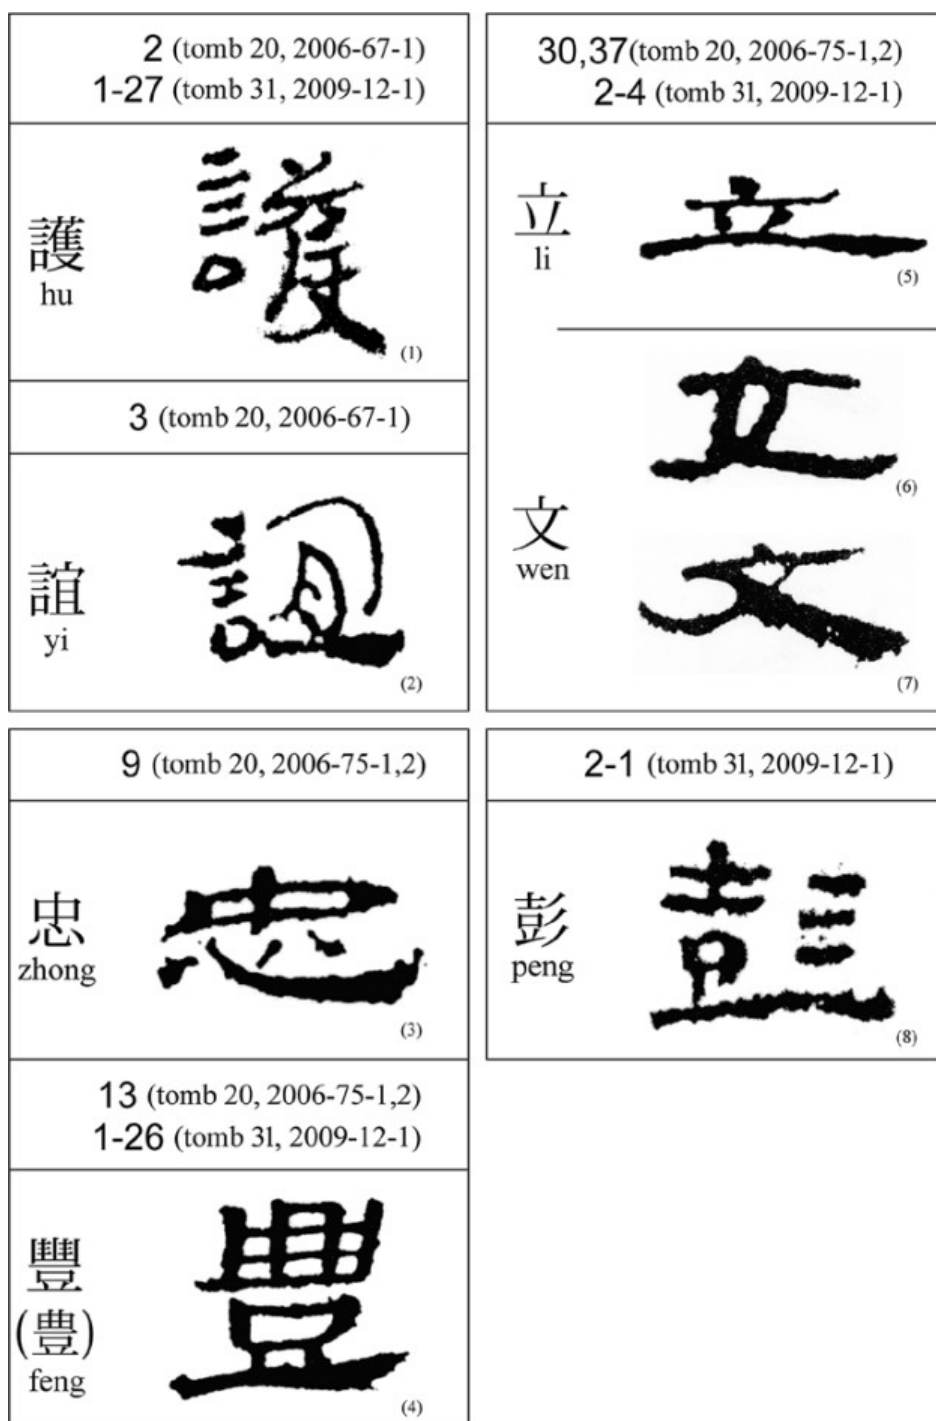 2 (tomb 20, 2006-67-1)
1-27 (tomb 31, 2009-12-1)
護
hu
(1)
3 (tomb 20, 2006-67-1)
誼
yi
(2)
30,37(tomb 20, 2006-75-1,2)
2-4 (tomb 31, 2009-12-1)
立
li
(5)
文
wen
(6)
(7)
9 (tomb 20, 2006-75-1,2)
忠
zhong
(3)
13 (tomb 20, 2006-75-1,2)
1-26 (tomb 31, 2009-12-1)
豐
(豊)
feng
(4)
2-1 (tomb 31, 2009-12-1)
彭
peng
(8)